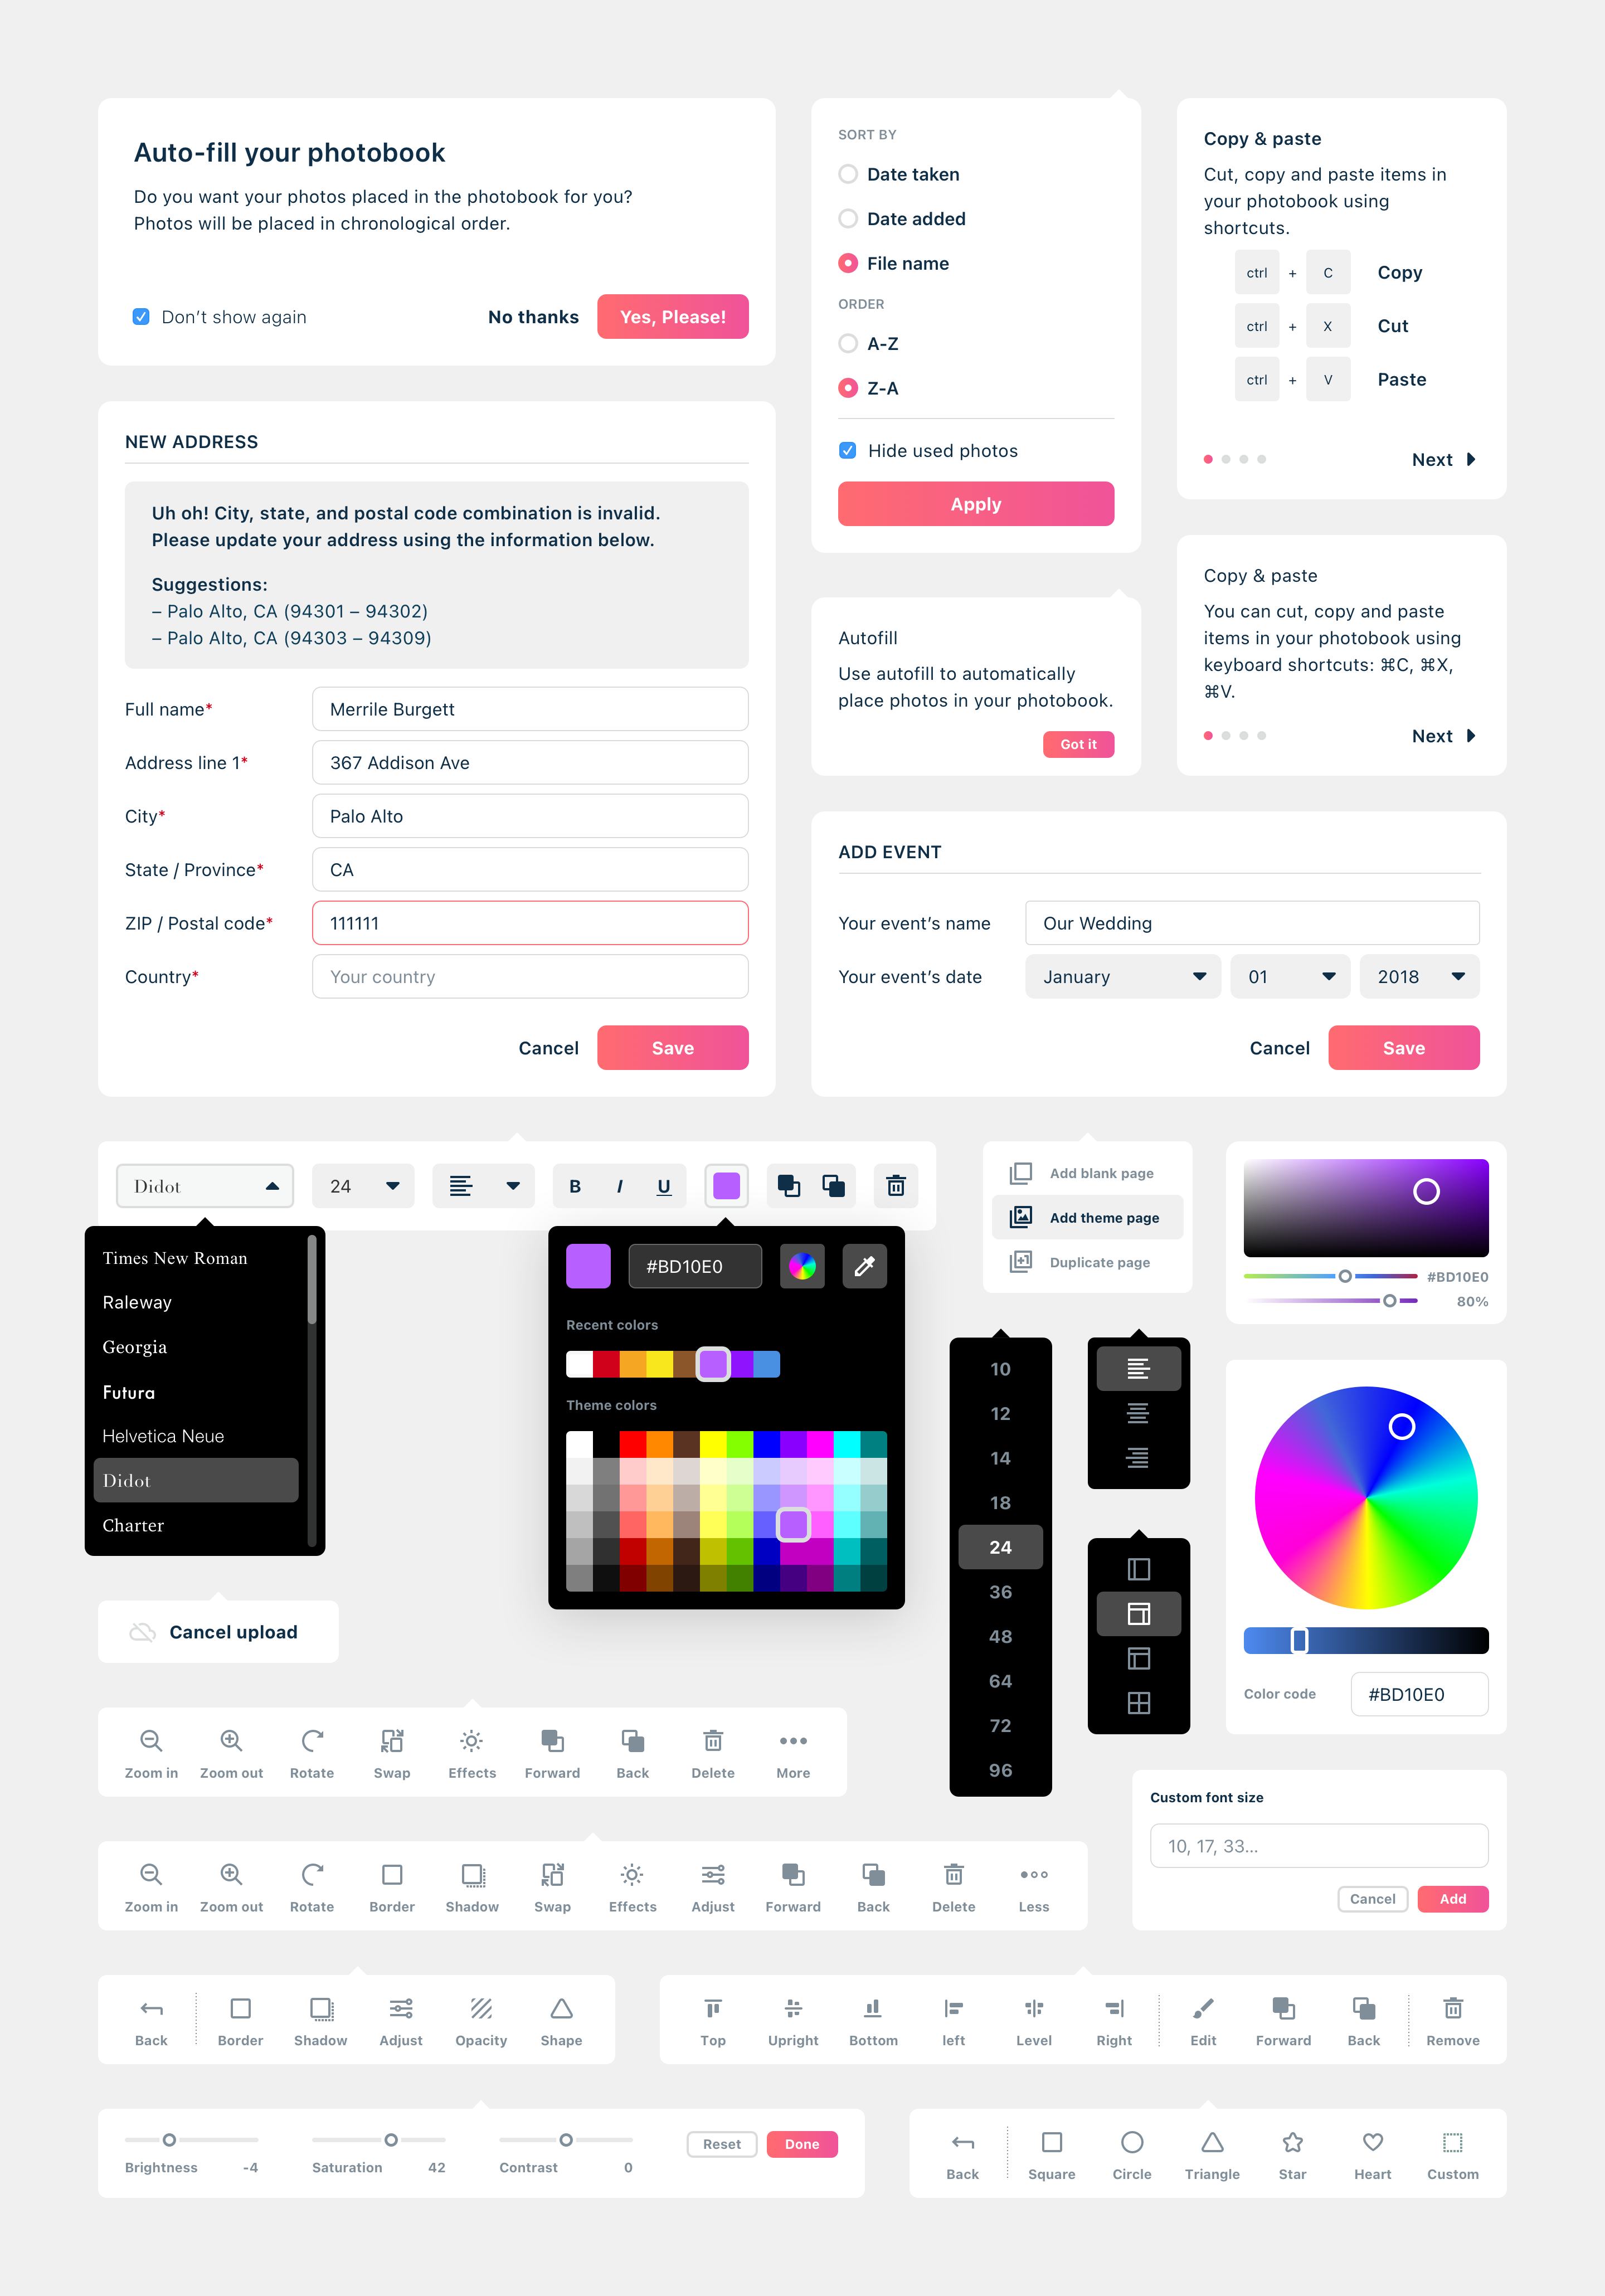 Auto-fill your photobook
Do you want your photos placed in the photobook for you?
Photos will be placed in chronological order.
Don’t show again
No thanks
Yes, Please!
SORT BY
Date taken
Date added
File name
ORDER
A-Z
Z-A
Hide used photos
Apply
Copy & paste
Cut, copy and paste items in
your photobook using
shortcuts.
ctrl + C Copy
ctrl + X Cut
ctrl + V Paste
Next
NEW ADDRESS
Uh oh! City, state, and postal code combination is invalid.
Please update your address using the information below.
Suggestions:
– Palo Alto, CA (94301 – 94302)
– Palo Alto, CA (94303 – 94309)
Full name* Merrile Burgett
Address line 1* 367 Addison Ave
City* Palo Alto
State / Province* CA
ZIP / Postal code* 111111
Country* Your country
Cancel Save
Autofill
Use autofill to automatically
place photos in your photobook.
Got it
Copy & paste
You can cut, copy and paste
items in your photobook using
keyboard shortcuts: ⌘C, ⌘X,
⌘V.
Next
ADD EVENT
Your event’s name Our Wedding
Your event’s date January 01 2018
Cancel Save
Didot 24 B I U
Times New Roman
Raleway
Georgia
Futura
Helvetica Neue
Didot
Charter
#BD10E0
Recent colors
Theme colors
Add blank page
Add theme page
Duplicate page
#BD10E0
80%
10
12
14
18
24
36
48
64
72
96
Color code #BD10E0
Cancel upload
Zoom in Zoom out Rotate Swap Effects Forward Back Delete More
Custom font size
10, 17, 33...
Cancel Add
Zoom in Zoom out Rotate Border Shadow Swap Effects Adjust Forward Back Delete Less
Back Border Shadow Adjust Opacity Shape
Top Upright Bottom left Level Right Edit Forward Back Remove
Brightness -4 Saturation 42 Contrast 0
Reset Done
Back Square Circle Triangle Star Heart Custom